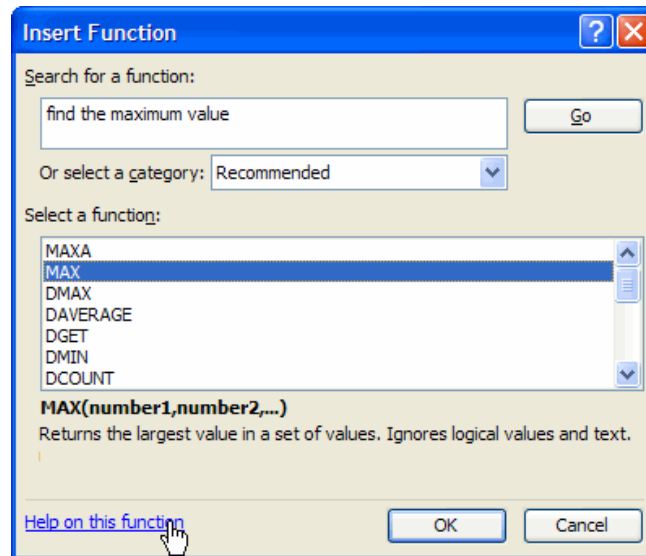 Insert Function
Search for a function:
find the maximum value
Go
Or select a category: Recommended
Select a function:
MAXA
MAX
DMAX
DAVERAGE
DGET
DMIN
DCOUNT
MAX(number1,number2,...)
Returns the largest value in a set of values. Ignores logical values and text.
Help on this function OK Cancel